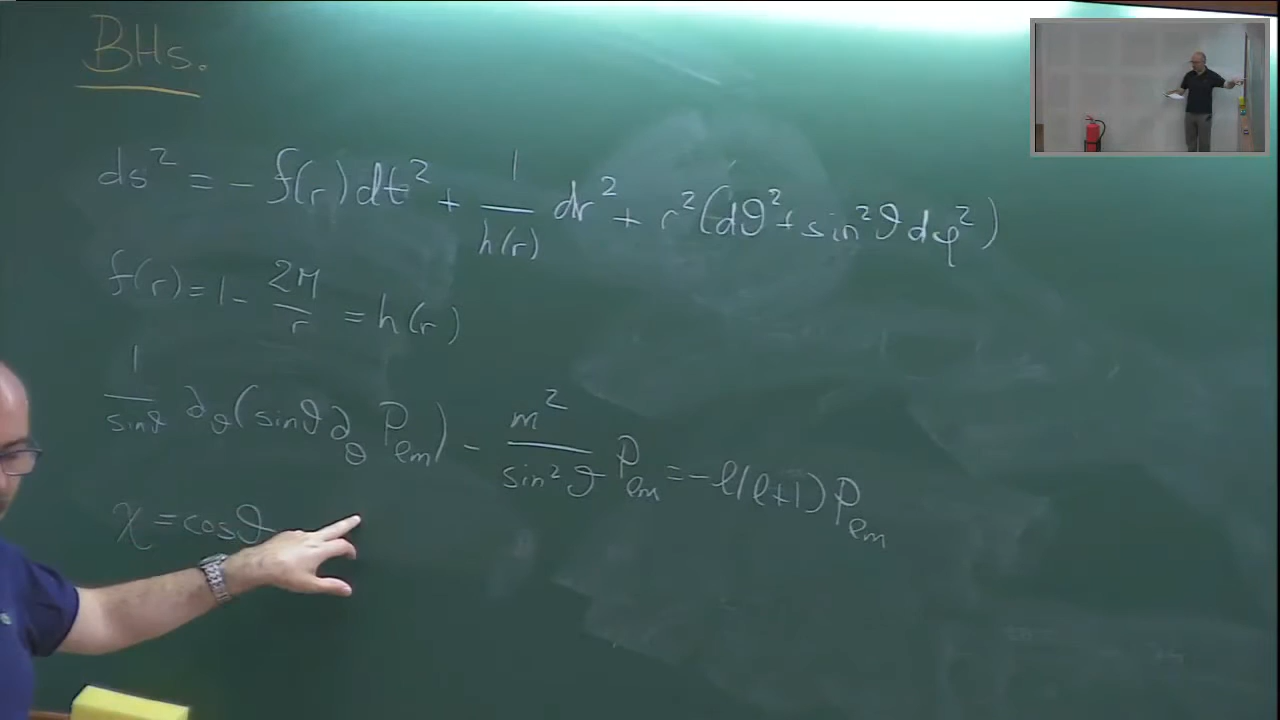 BHs.
ds² = - f(r) dt² + 1/h(r) dr² + r² (dϑ² + sin²ϑ dφ²)
f(r) = 1 - 2M/r = h(r)
1/sinϑ ∂ϑ (sinϑ ∂ϑ Pℓm) - m²/sin²ϑ Pℓm = -ℓ(ℓ+1) Pℓm
χ = cosϑ